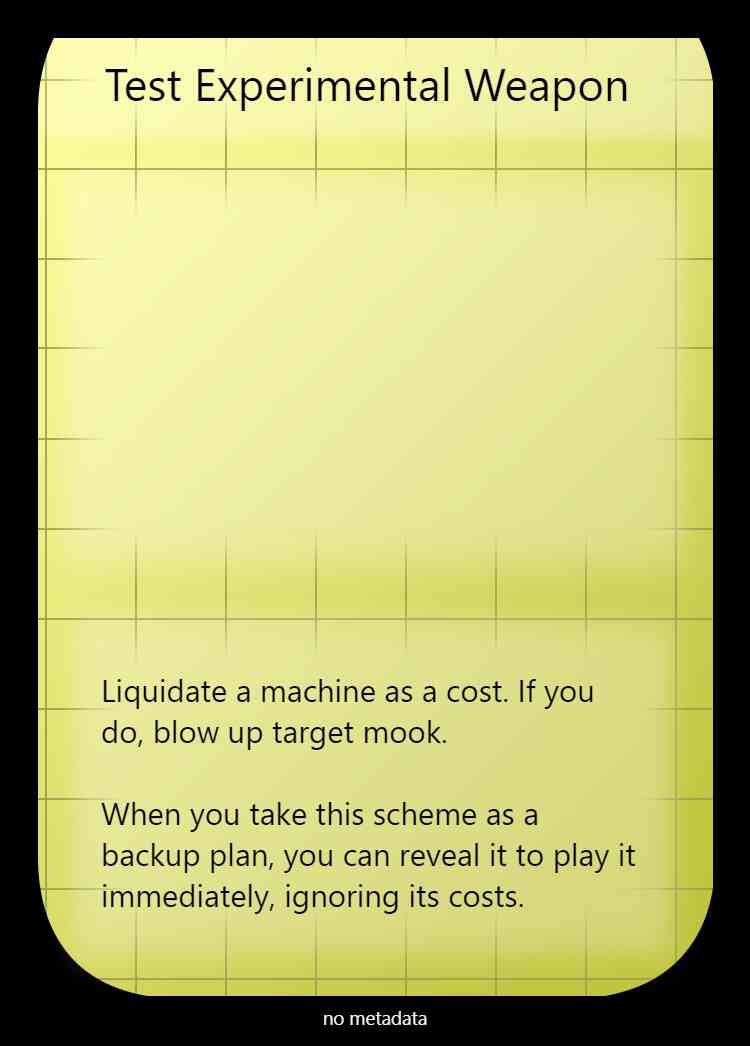 Test Experimental Weapon
Liquidate a machine as a cost. If you
do, blow up target mook.
When you take this scheme as a
backup plan, you can reveal it to play it
immediately, ignoring its costs.
no metadata